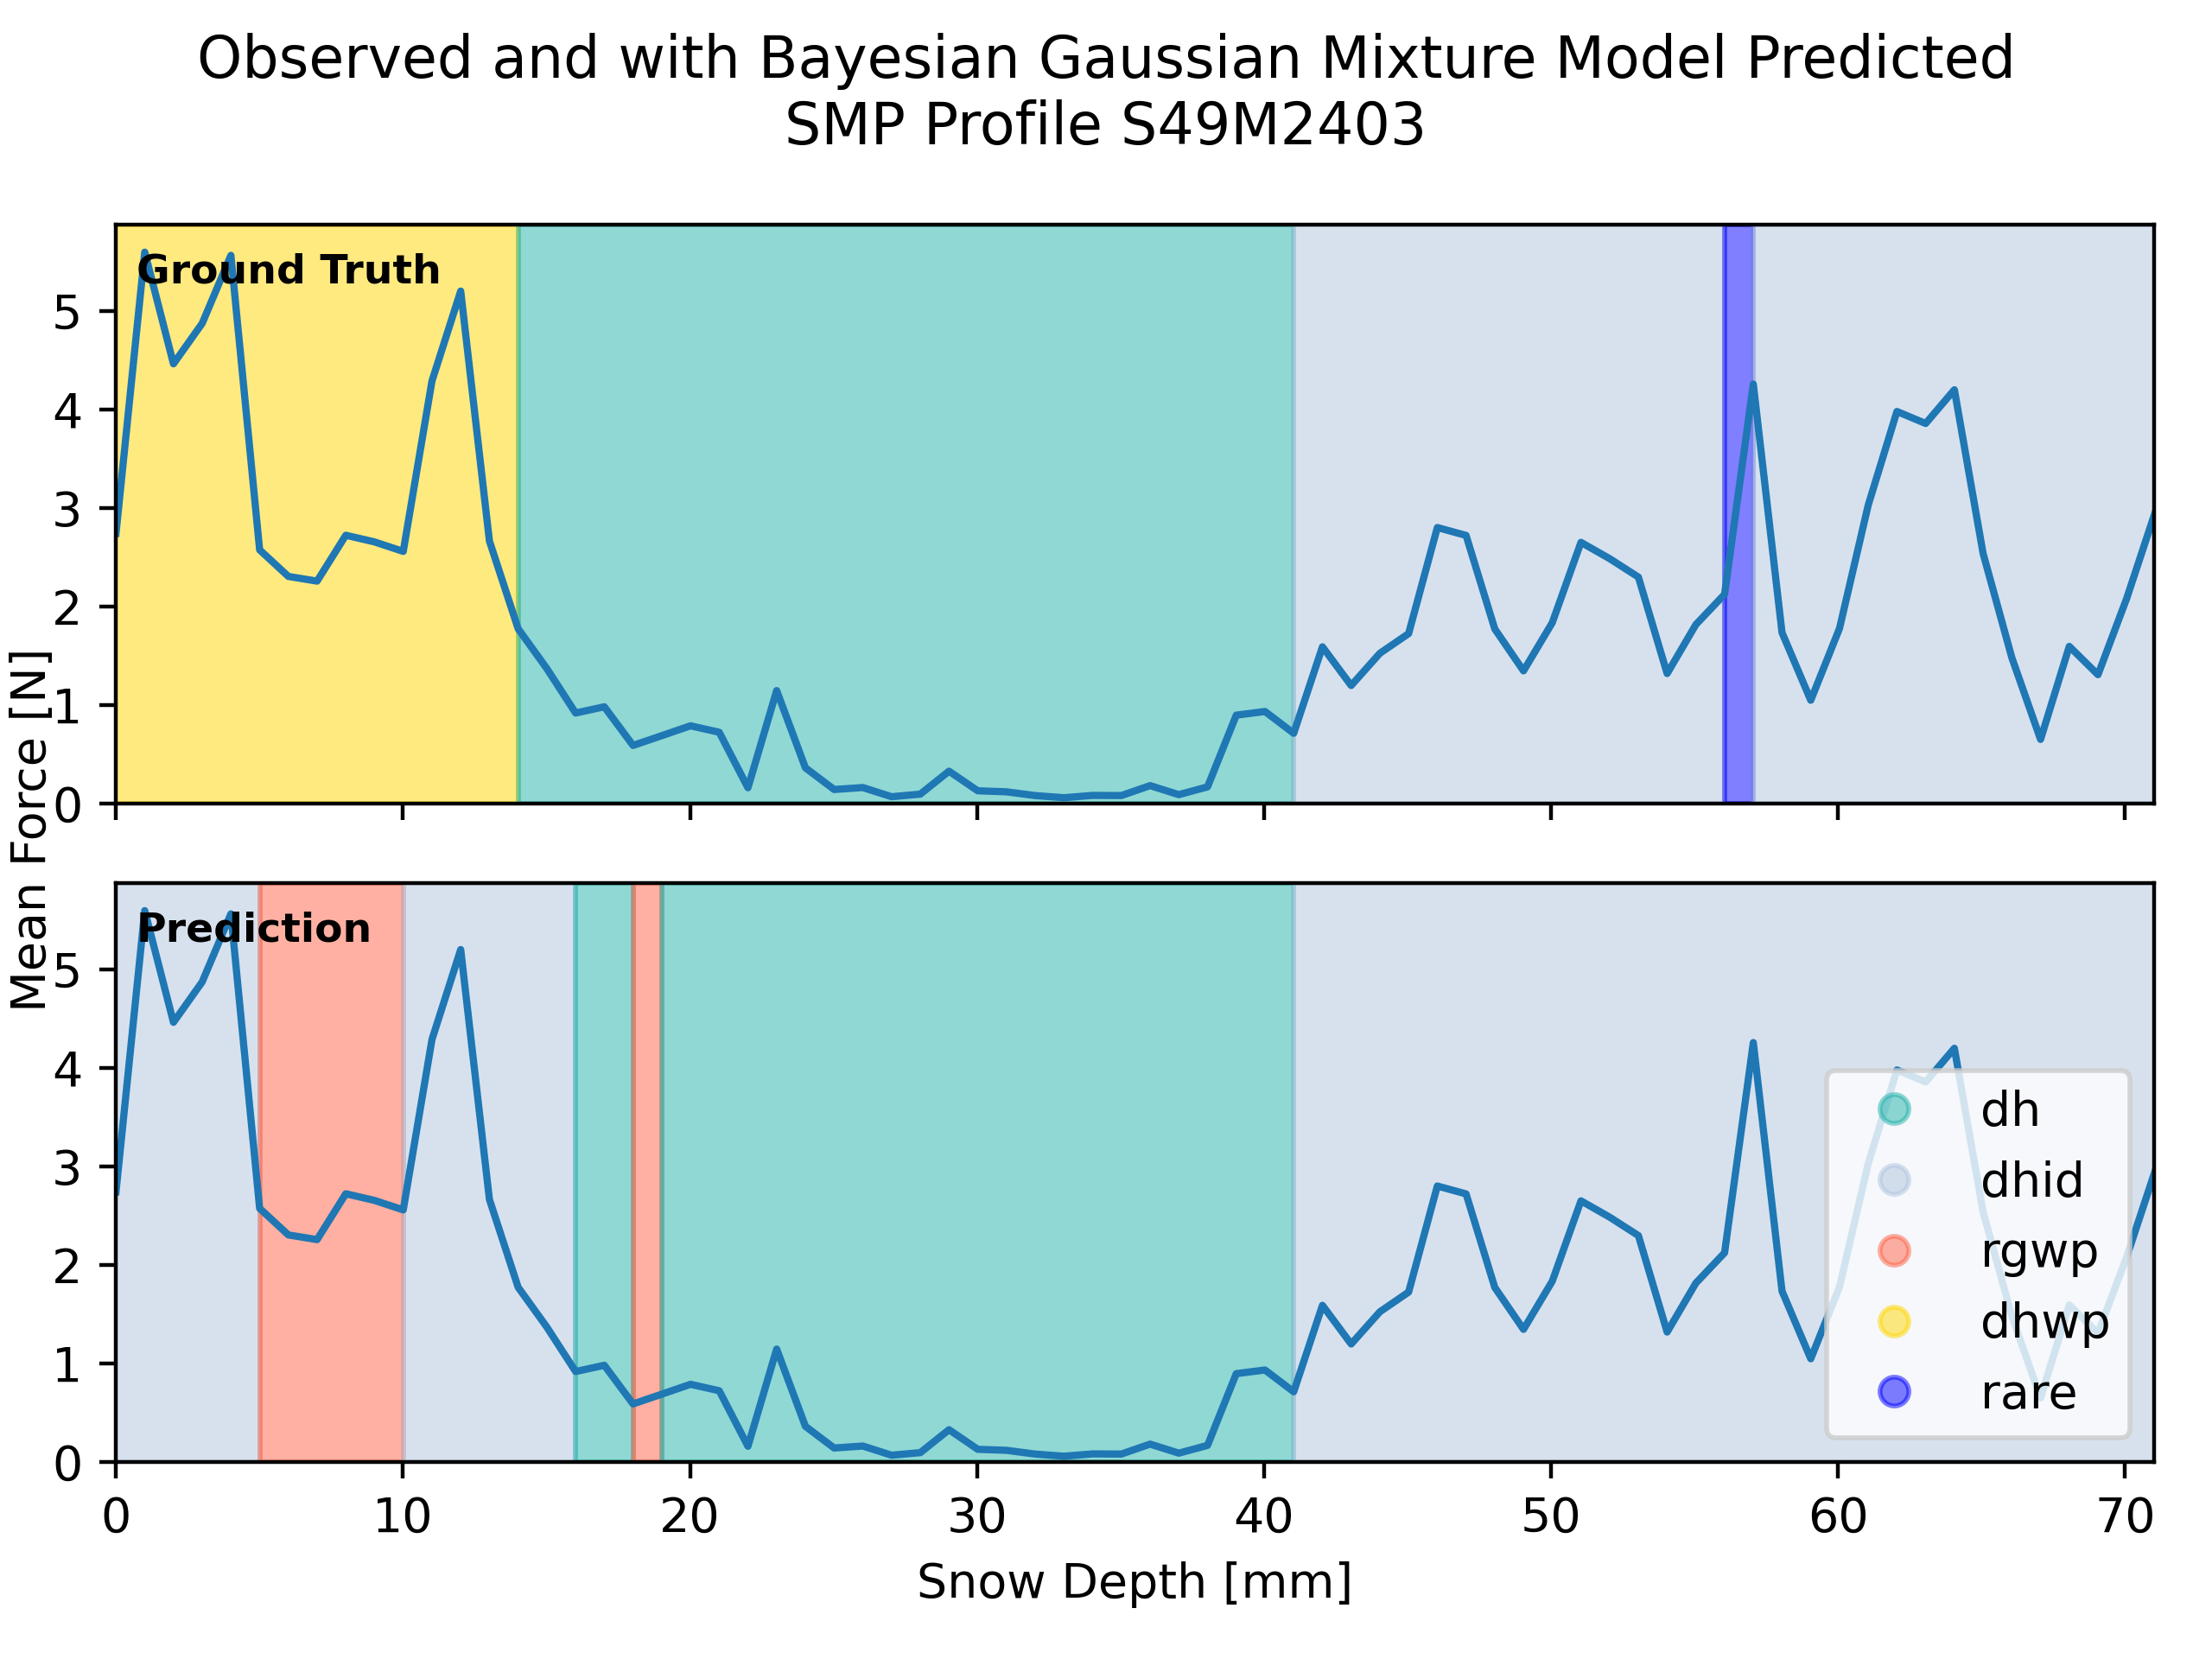 Observed and with Bayesian Gaussian Mixture Model Predicted
SMP Profile S49M2403
Ground Truth
5
4
3
2
1
0
Mean Force [N]
Prediction
5
4
3
2
1
0
dh
dhid
rgwp
dhwp
rare
0 10 20 30 40 50 60 70
Snow Depth [mm]